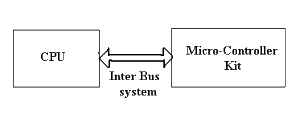 CPU
Micro-Controller
Kit
Inter Bus
system